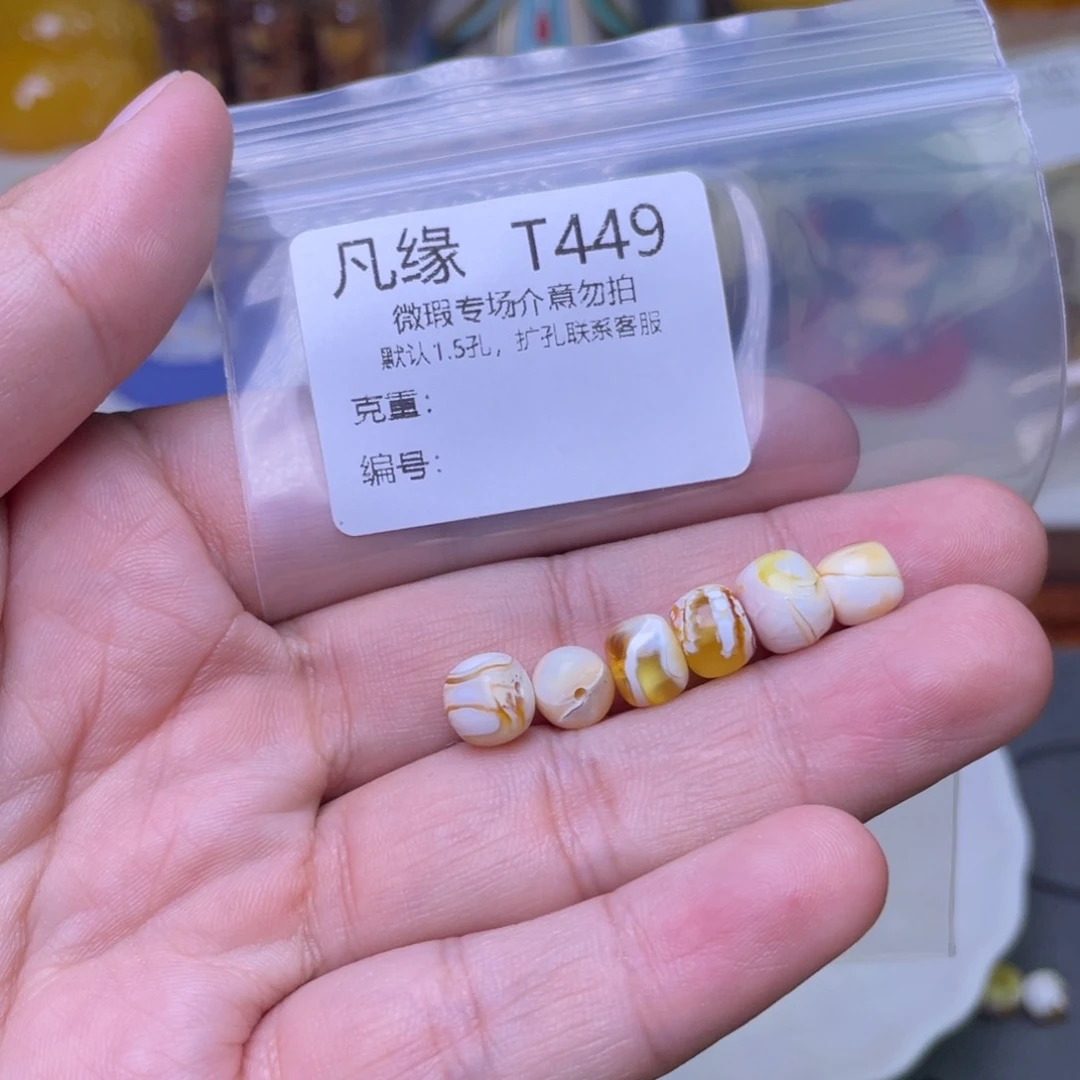 凡缘 T449
微瑕专场介意勿拍
默认1.5孔，扩孔联系客服
克重：
编号：